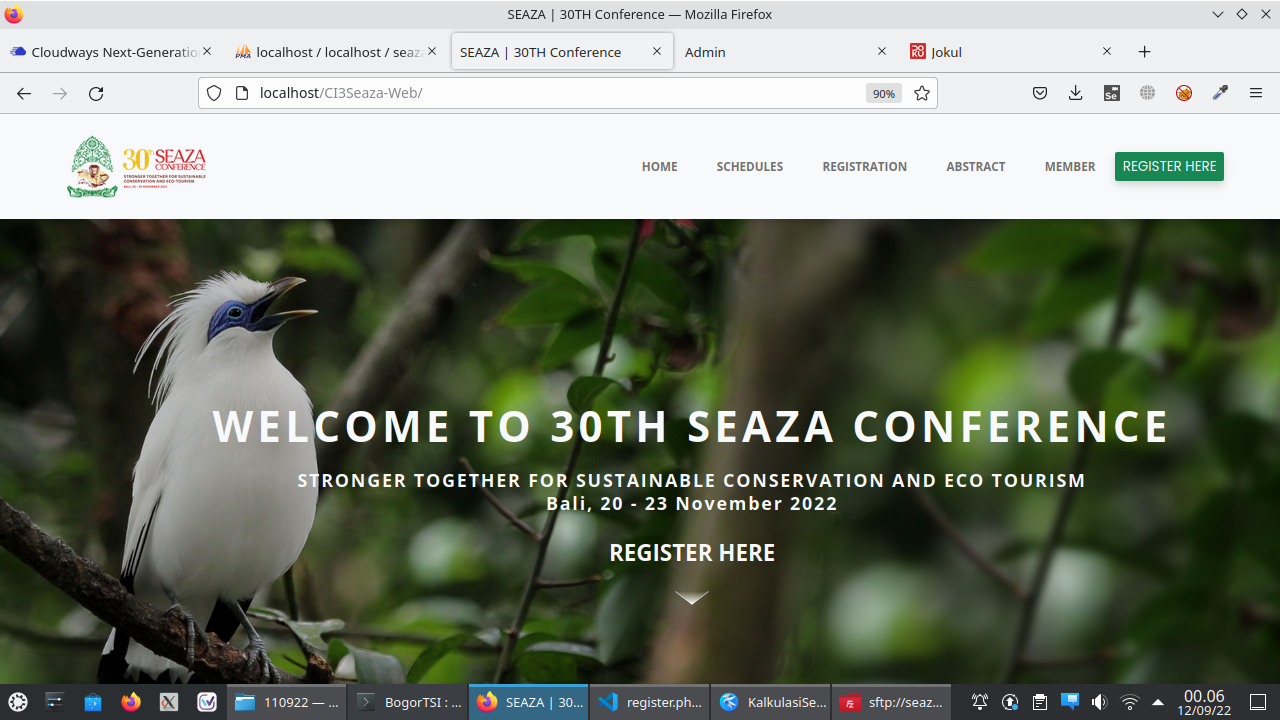 SEAZA | 30TH Conference — Mozilla Firefox
Cloudways Next-Generatio
localhost / localhost / seaza
SEAZA | 30TH Conference
Admin
Jokul
localhost/CI3Seaza-Web/
90%
30th SEAZA
CONFERENCE
STRONGER TOGETHER FOR SUSTAINABLE
CONSERVATION AND ECO-TOURISM
BALI, 20 - 23 NOVEMBER 2022
HOME
SCHEDULES
REGISTRATION
ABSTRACT
MEMBER
REGISTER HERE
WELCOME TO 30TH SEAZA CONFERENCE
STRONGER TOGETHER FOR SUSTAINABLE CONSERVATION AND ECO TOURISM
Bali, 20 - 23 November 2022
REGISTER HERE
110922 — ...
BogorTSI : ...
SEAZA | 30...
register.ph...
KalkulasiSe...
sftp://seaz...
00.06
12/09/22